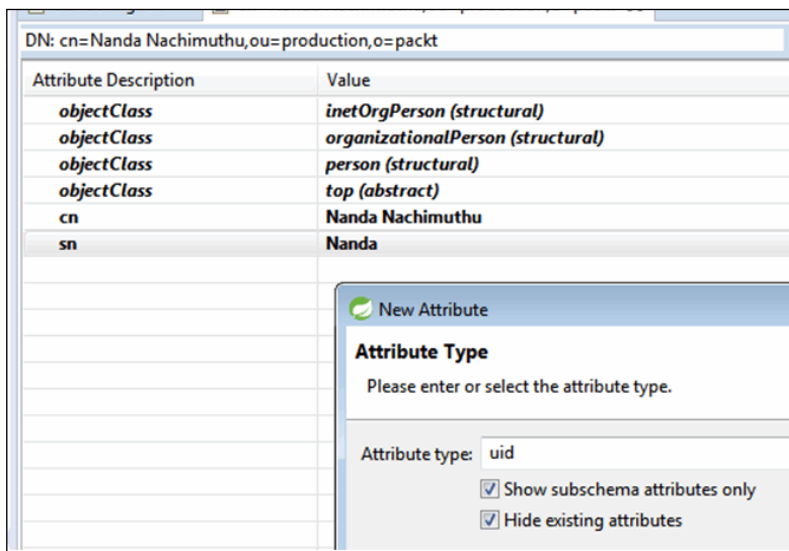 DN: cn=Nanda Nachimuthu,ou=production,o=packt
Attribute Description Value
objectClass inetOrgPerson (structural)
objectClass organizationalPerson (structural)
objectClass person (structural)
objectClass top (abstract)
cn Nanda Nachimuthu
sn Nanda
New Attribute
Attribute Type
Please enter or select the attribute type.
Attribute type: uid
Show subschema attributes only
Hide existing attributes